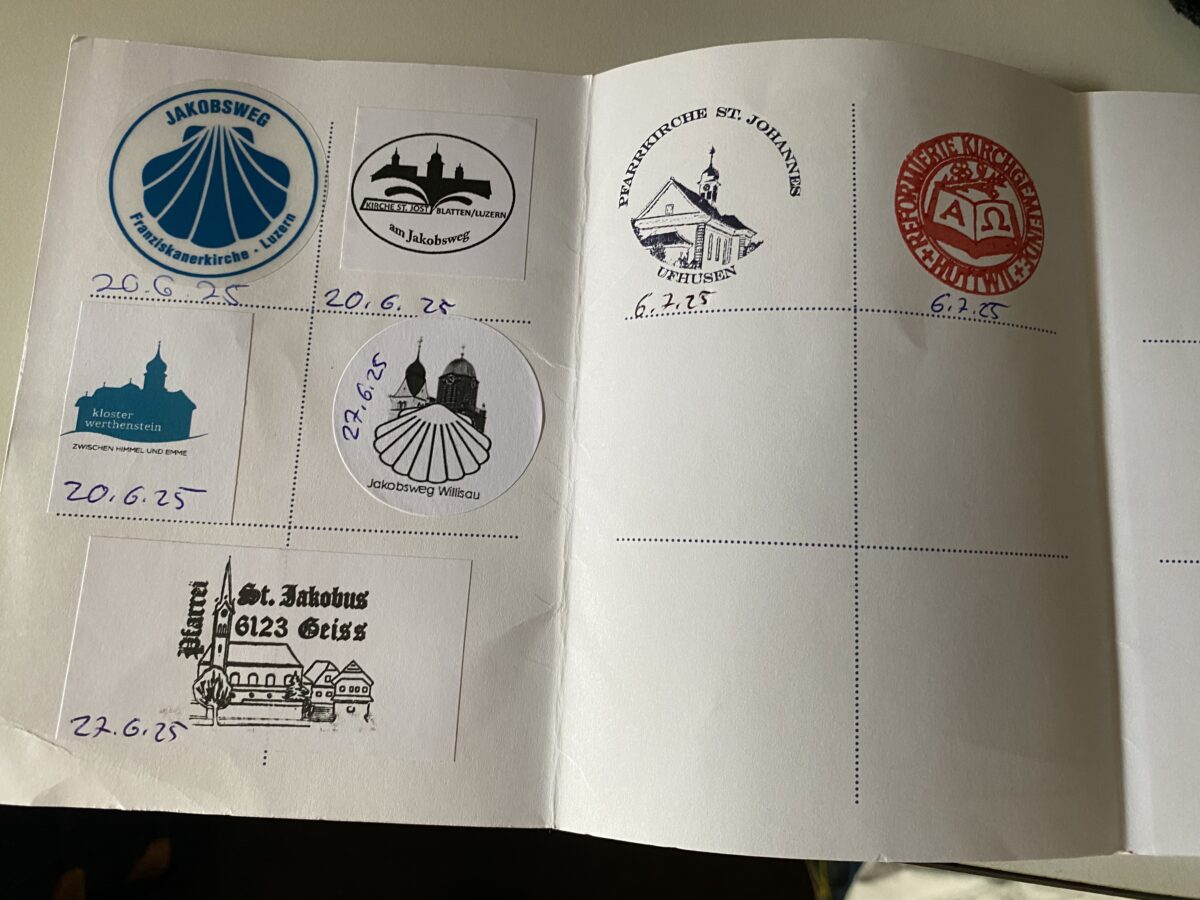 JAKOBSWEG
Franziskanerkirche · Luzern
20.6.25
KIRCHE ST. JOST BLATTEN/LUZERN
am Jakobsweg
20.6.25
kloster
werthenstein
ZWISCHEN HIMMEL UND EMME
20.6.25
27.6.25
Jakobsweg Willisau
Pfarrei
St. Jakobus
6123 Geiss
27.6.25
PFARRKIRCHE ST. JOHANNES
UFHUSEN
6.7.25
REFORMIERTE KIRCHGEMEINDE
A Ω
HUTTWIL
6.7.25